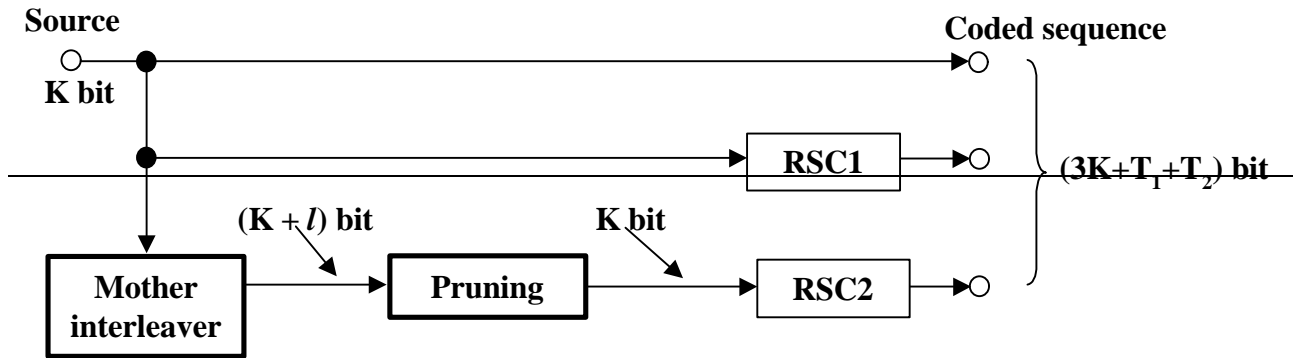 Source
Coded sequence
K bit
RSC1
(3K+T₁+T₂) bit
(K + l) bit
K bit
Mother
interleaver
Pruning
RSC2